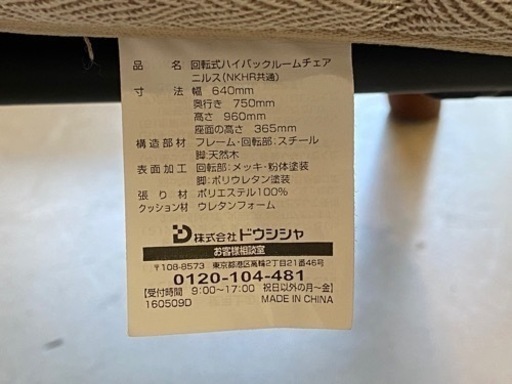 品 名 回転式ハイバックルームチェア
ニルス(NKHR共通)
寸 法 幅 640mm
奥行き 750mm
高さ 960mm
座面の高さ 365mm
構造部材 フレーム・回転部:スチール
脚:天然木
表面加工 回転部:メッキ・粉体塗装
脚:ポリウレタン塗装
張り材 ポリエステル100%
クッション材 ウレタンフォーム
株式会社ドウシシャ
お客様相談室
〒108-8573 東京都港区高輪2丁目21番46号
0120-104-481
【受付時間 9:00~17:00 祝日以外の月~金】
160509D MADE IN CHINA